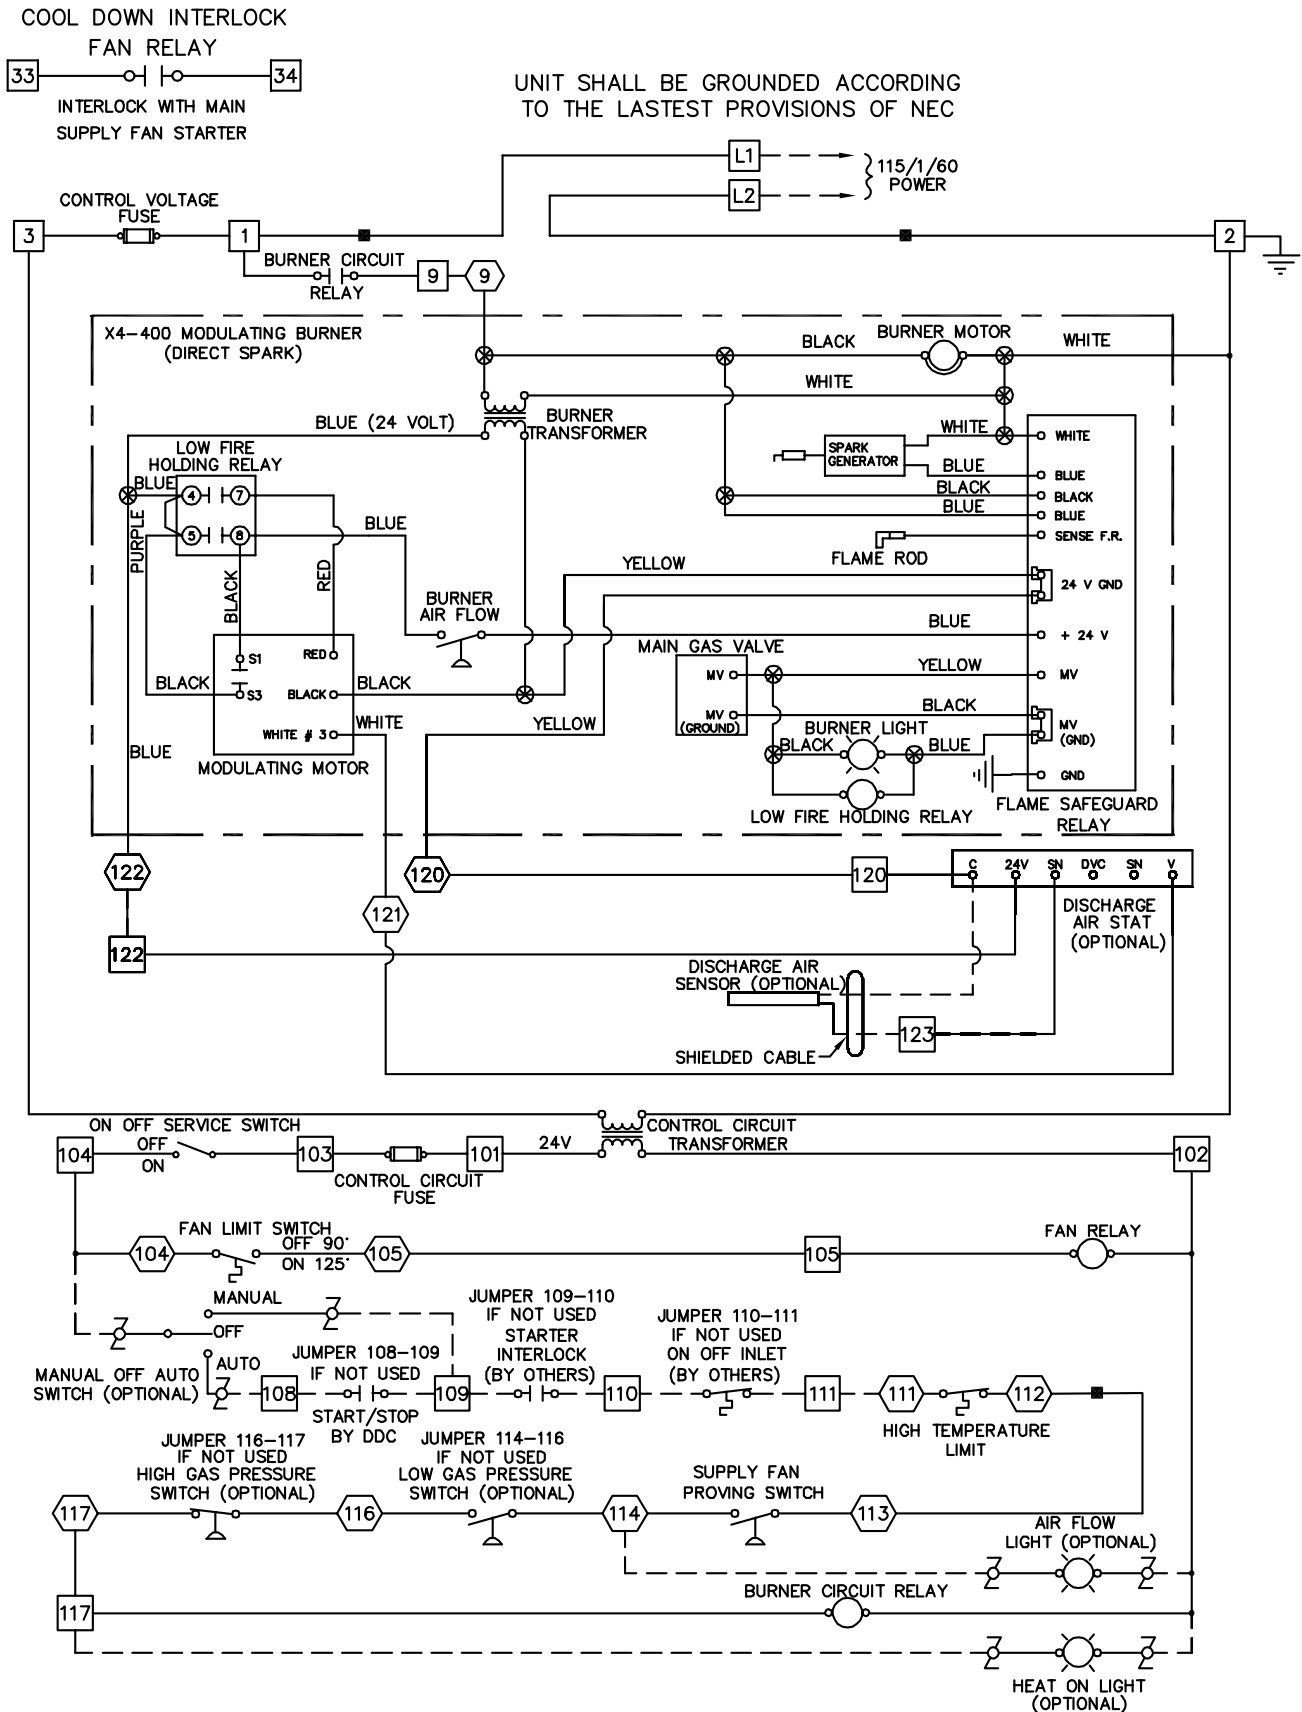 COOL DOWN INTERLOCK
FAN RELAY
33
34
INTERLOCK WITH MAIN
SUPPLY FAN STARTER
UNIT SHALL BE GROUNDED ACCORDING
TO THE LASTEST PROVISIONS OF NEC
L1
L2
115/1/60
POWER
CONTROL VOLTAGE
FUSE
3
1
2
BURNER CIRCUIT
RELAY
9
9
X4-400 MODULATING BURNER
(DIRECT SPARK)
BLACK
BURNER MOTOR
WHITE
WHITE
BLUE (24 VOLT)
BURNER
TRANSFORMER
LOW FIRE
HOLDING RELAY
BLUE
4
7
5
8
PURPLE
BLACK
RED
BLUE
WHITE
SPARK
GENERATOR
BLUE
BLACK
BLUE
FLAME ROD
WHITE
BLUE
BLACK
BLUE
SENSE F.R.
24 V GND
+ 24 V
MV
MV
(GND)
GND
YELLOW
BURNER
AIR FLOW
BLUE
MAIN GAS VALVE
MV
MV
(GROUND)
YELLOW
BLACK
BURNER LIGHT
BLACK
BLUE
LOW FIRE HOLDING RELAY
FLAME SAFEGUARD
RELAY
S1
S3
RED
BLACK
WHITE # 3
BLACK
BLACK
WHITE
YELLOW
MODULATING MOTOR
BLUE
122
120
120
121
122
C
24V
SN
DVC
SN
V
DISCHARGE
AIR STAT
(OPTIONAL)
DISCHARGE AIR
SENSOR (OPTIONAL)
123
SHIELDED CABLE
ON OFF SERVICE SWITCH
OFF
ON
104
103
101
24V
CONTROL CIRCUIT
TRANSFORMER
102
CONTROL CIRCUIT
FUSE
FAN LIMIT SWITCH
OFF 90°
ON 125°
104
105
105
FAN RELAY
MANUAL
OFF
AUTO
MANUAL OFF AUTO
SWITCH (OPTIONAL)
JUMPER 108-109
IF NOT USED
108
START/STOP
BY DDC
109
JUMPER 109-110
IF NOT USED
STARTER
INTERLOCK
(BY OTHERS)
110
JUMPER 110-111
IF NOT USED
ON OFF INLET
(BY OTHERS)
111
111
112
HIGH TEMPERATURE
LIMIT
JUMPER 116-117
IF NOT USED
HIGH GAS PRESSURE
SWITCH (OPTIONAL)
JUMPER 114-116
IF NOT USED
LOW GAS PRESSURE
SWITCH (OPTIONAL)
SUPPLY FAN
PROVING SWITCH
117
116
114
113
AIR FLOW
LIGHT (OPTIONAL)
BURNER CIRCUIT RELAY
117
HEAT ON LIGHT
(OPTIONAL)